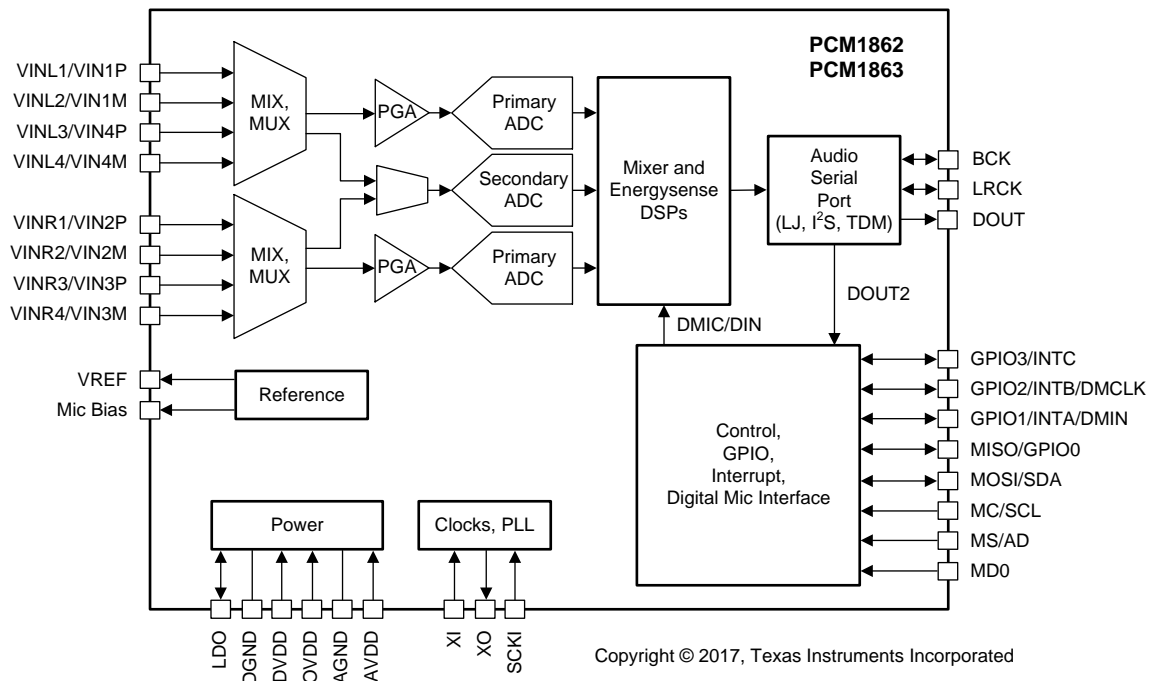 PCM1862
PCM1863
VINL1/VIN1P
VINL2/VIN1M
VINL3/VIN4P
VINL4/VIN4M
MIX,
MUX
PGA
Primary
ADC
Secondary
ADC
VINR1/VIN2P
VINR2/VIN2M
VINR3/VIN3P
VINR4/VIN3M
MIX,
MUX
PGA
Primary
ADC
Mixer and
Energysense
DSPs
Audio
Serial
Port
(LJ, I²S, TDM)
BCK
LRCK
DOUT
DOUT2
DMIC/DIN
VREF
Mic Bias
Reference
Control,
GPIO,
Interrupt,
Digital Mic Interface
GPIO3/INTC
GPIO2/INTB/DMCLK
GPIO1/INTA/DMIN
MISO/GPIO0
MOSI/SDA
MC/SCL
MS/AD
MD0
Power
LDO
DGND
DVDD
OVDD
AGND
AVDD
Clocks, PLL
XI
XO
SCKI
Copyright © 2017, Texas Instruments Incorporated